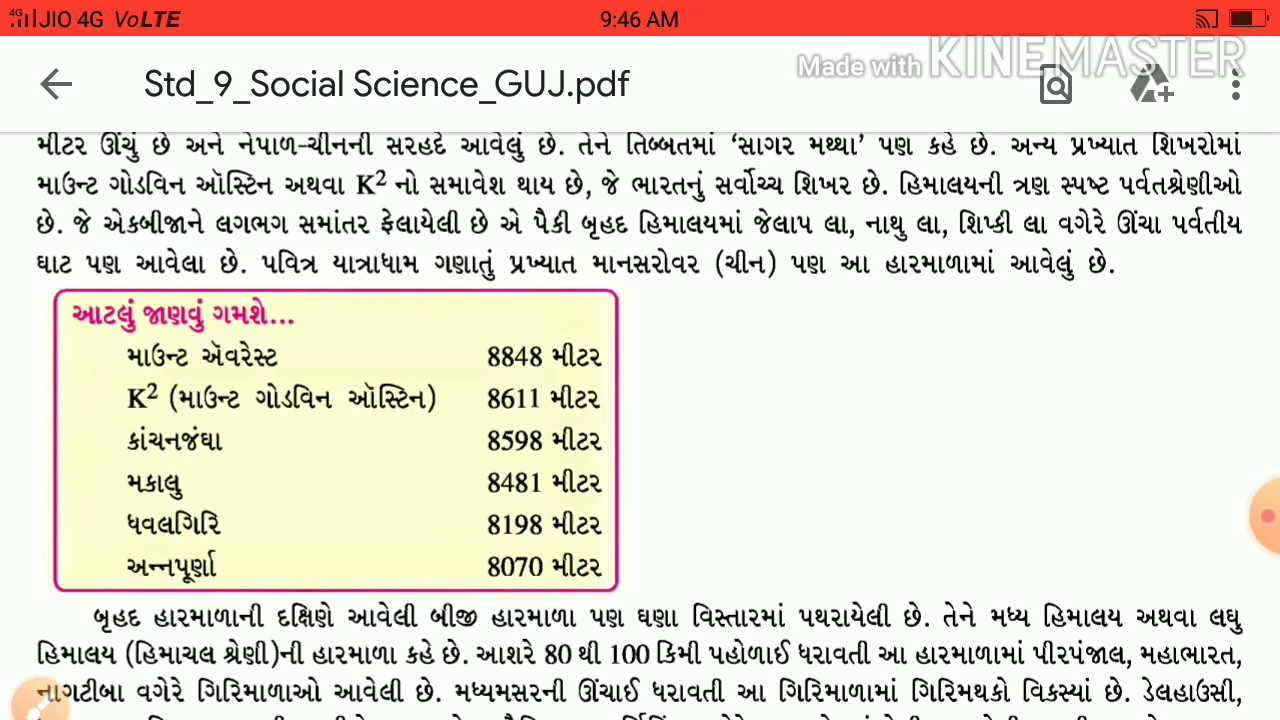 4G JIO 4G VoLTE 9:46 AM
Made with KINEMASTER
Std_9_Social Science_GUJ.pdf
મીટર ઊંચું છે અને નેપાળ-ચીનની સરહદે આવેલું છે. તેને તિબ્બતમાં ‘સાગર મથ્થા’ પણ કહે છે. અન્ય પ્રખ્યાત શિખરોમાં
માઉન્ટ ગોડવિન ઑસ્ટિન અથવા K² નો સમાવેશ થાય છે, જે ભારતનું સર્વોચ્ચ શિખર છે. હિમાલયની ત્રણ સ્પષ્ટ પર્વતશ્રેણીઓ
છે. જે એકબીજાને લગભગ સમાંતર ફેલાયેલી છે એ પૈકી બૃહદ હિમાલયમાં જેલાપ લા, નાથુ લા, શિપ્કી લા વગેરે ઊંચા પર્વતીય
ઘાટ પણ આવેલા છે. પવિત્ર યાત્રાધામ ગણાતું પ્રખ્યાત માનસરોવર (ચીન) પણ આ હારમાળામાં આવેલું છે.
આટલું જાણવું ગમશે...
માઉન્ટ ઍવરેસ્ટ 8848 મીટર
K² (માઉન્ટ ગોડવિન ઑસ્ટિન) 8611 મીટર
કાંચનજંઘા 8598 મીટર
મકાલુ 8481 મીટર
ધવલગિરિ 8198 મીટર
અન્નપૂર્ણા 8070 મીટર
બૃહદ હારમાળાની દક્ષિણે આવેલી બીજી હારમાળા પણ ઘણા વિસ્તારમાં પથરાયેલી છે. તેને મધ્ય હિમાલય અથવા લઘુ
હિમાલય (હિમાચલ શ્રેણી)ની હારમાળા કહે છે. આશરે 80 થી 100 કિમી પહોળાઈ ધરાવતી આ હારમાળામાં પીરપંજાલ, મહાભારત,
નાગટીબા વગેરે ગિરિમાળાઓ આવેલી છે. મધ્યમસરની ઊંચાઈ ધરાવતી આ ગિરિમાળામાં ગિરિમથકો વિકસ્યાં છે. ડેલહાઉસી,